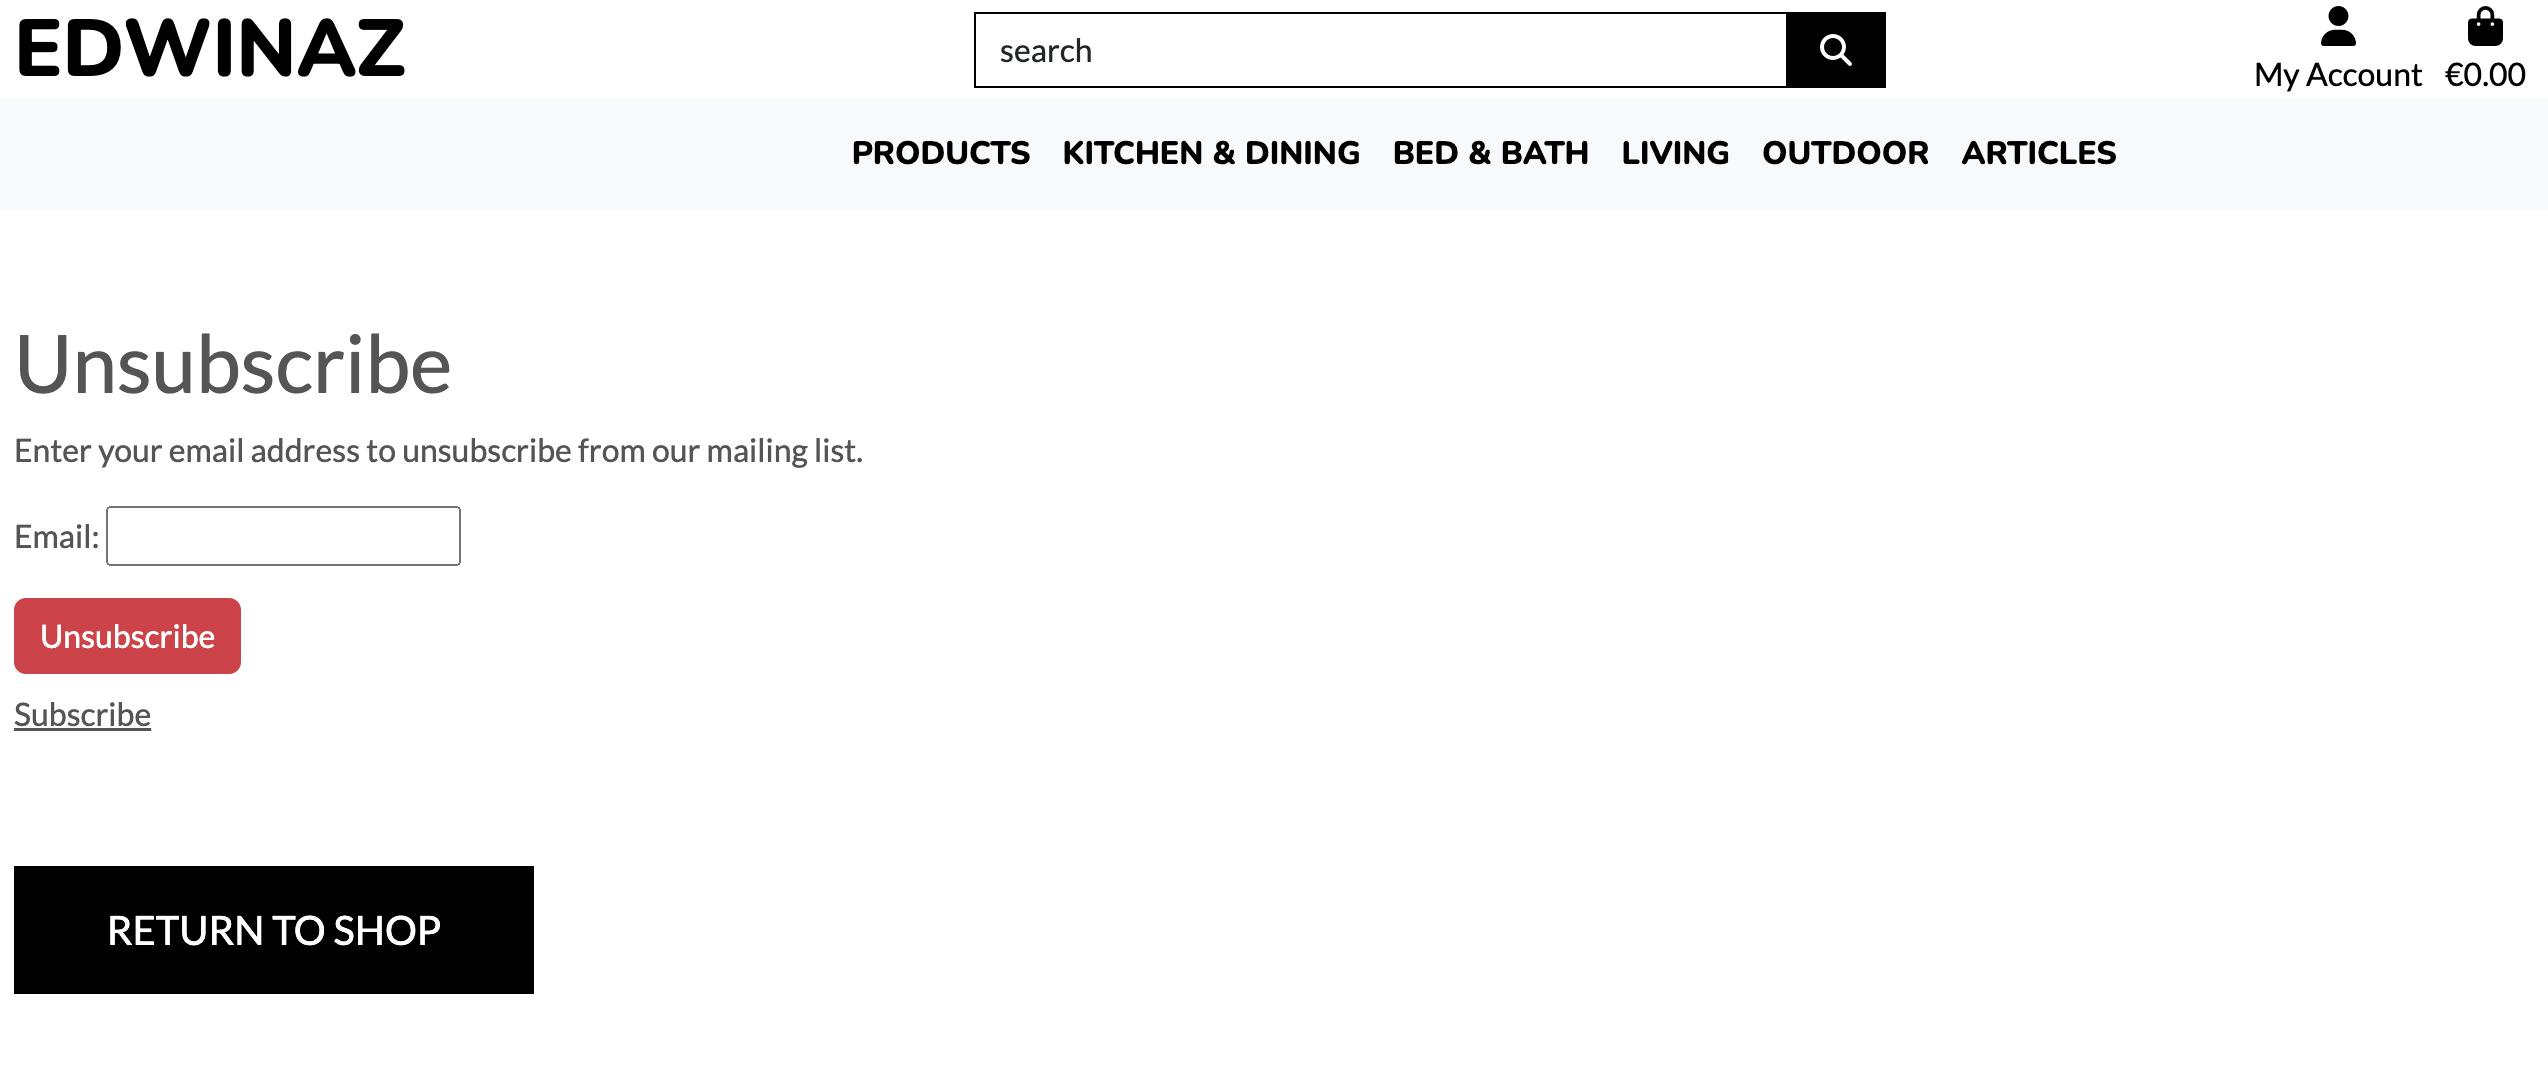 EDWINAZ
search
My Account €0.00
PRODUCTS KITCHEN & DINING BED & BATH LIVING OUTDOOR ARTICLES
Unsubscribe
Enter your email address to unsubscribe from our mailing list.
Email:
Unsubscribe
Subscribe
RETURN TO SHOP